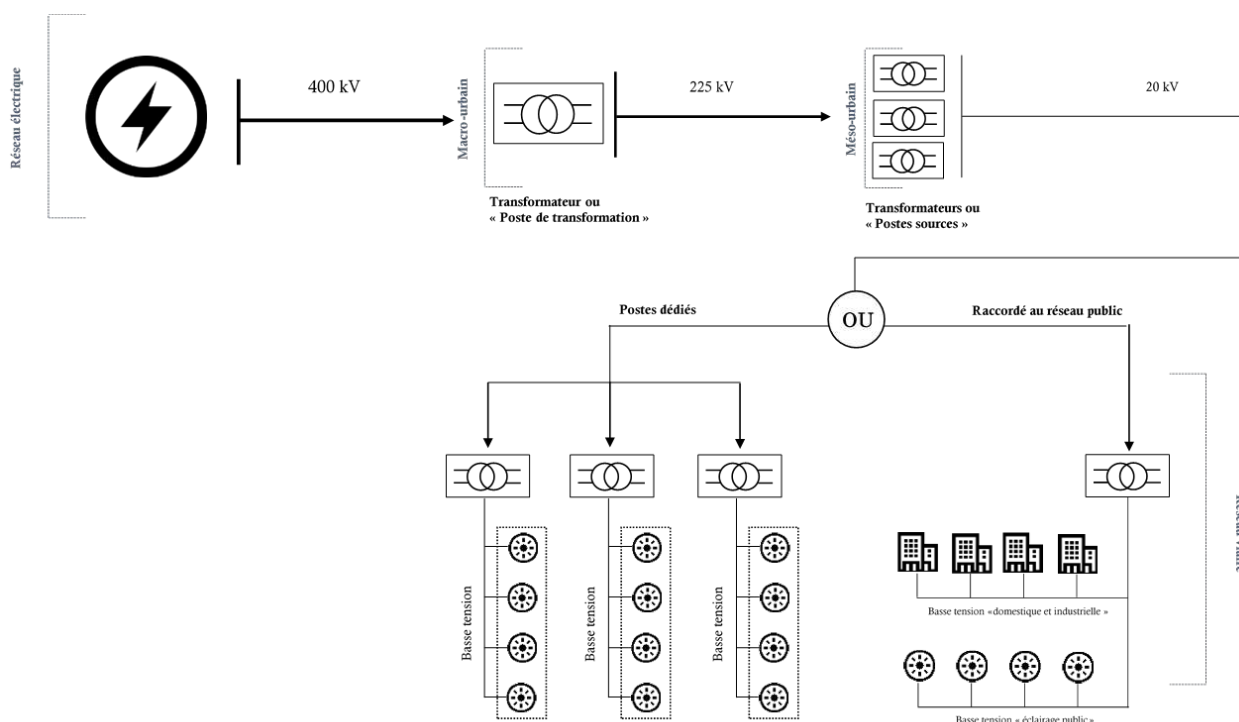 Réseau électrique
400 kV
Macro-urbain
225 kV
Méso-urbain
20 kV
Transformateur ou
« Poste de transformation »
Transformateurs ou
« Postes sources »
Postes dédiés
OU
Raccordé au réseau public
Basse tension
Basse tension
Basse tension
Basse tension «domestique et industrielle »
Basse tension « éclairage public»